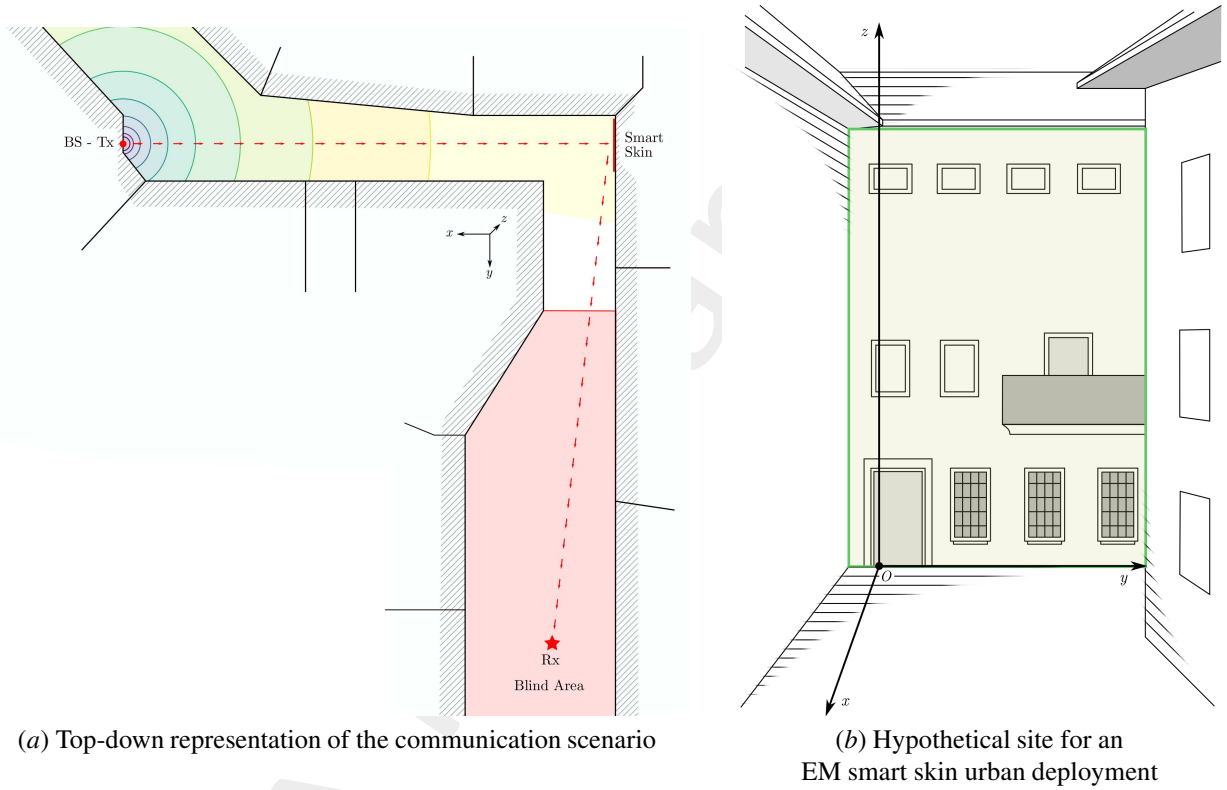 BS - Tx
Smart
Skin
z
x
y
Rx
Blind Area
z
O
y
x
(a) Top-down representation of the communication scenario
(b) Hypothetical site for an
EM smart skin urban deployment